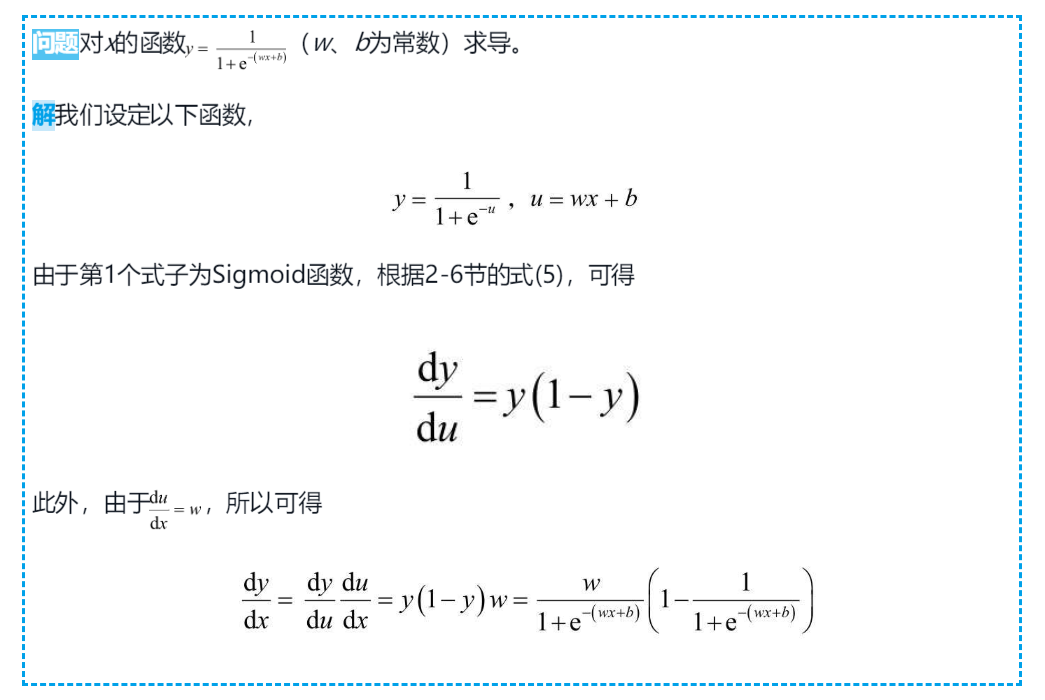 问题对x的函数y = \frac{1}{1+e^{-(wx+b)}}（w、b为常数）求导。
解我们设定以下函数,
y = \frac{1}{1+e^{-u}}，u = wx + b
由于第1个式子为Sigmoid函数，根据2-6节的式(5)，可得
\frac{dy}{du} = y(1-y)
此外，由于\frac{du}{dx} = w，所以可得
\frac{dy}{dx} = \frac{dy}{du} \frac{du}{dx} = y(1-y)w = \frac{w}{1+e^{-(wx+b)}} \left(1-\frac{1}{1+e^{-(wx+b)}}\right)